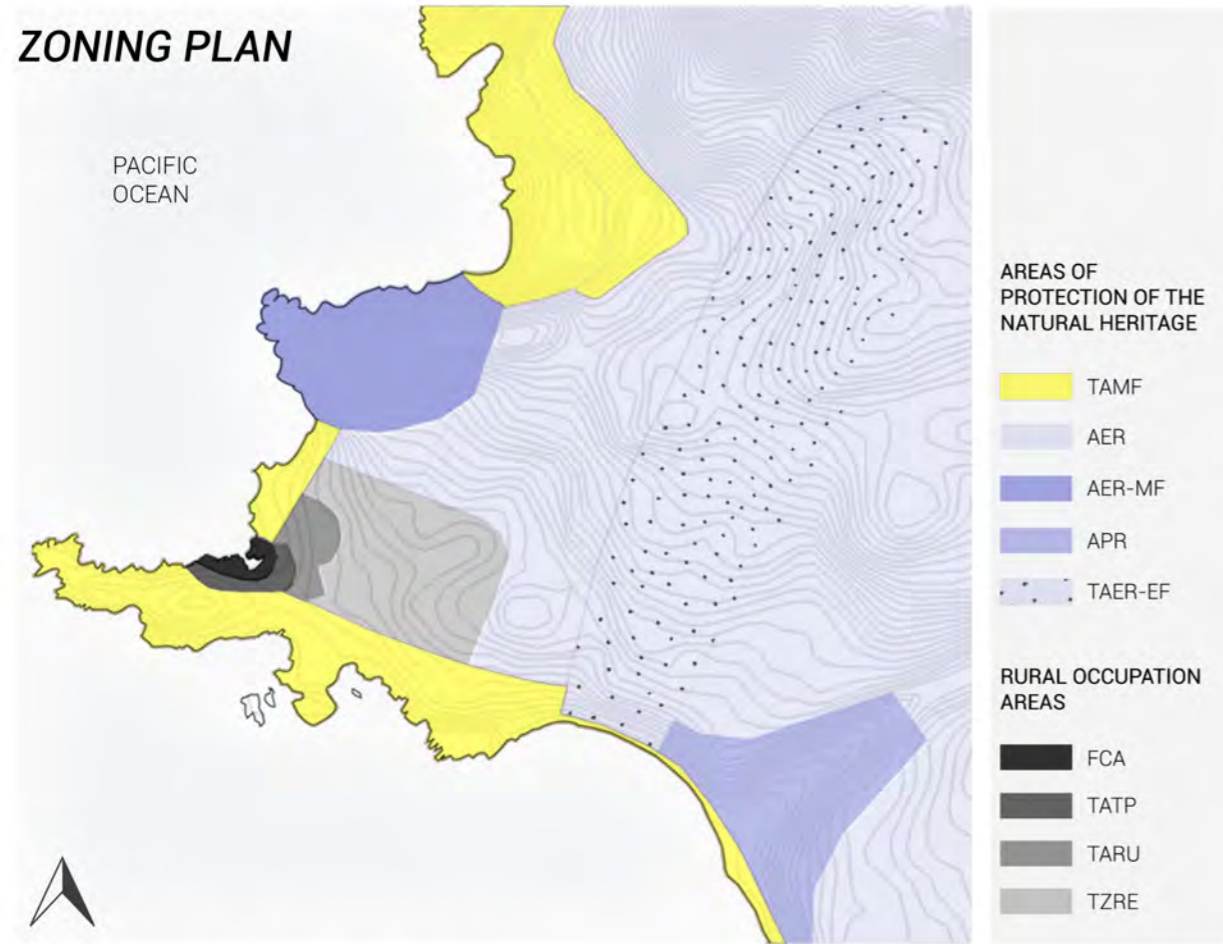 ZONING PLAN
PACIFIC
OCEAN
AREAS OF
PROTECTION OF THE
NATURAL HERITAGE
TAMF
AER
AER-MF
APR
TAER-EF
RURAL OCCUPATION
AREAS
FCA
TATP
TARU
TZRE